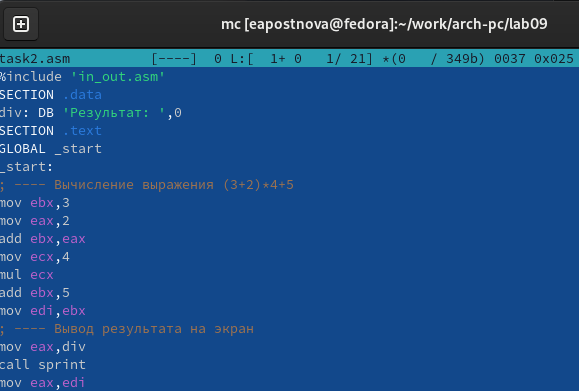 mc [eapostnova@fedora]:~/work/arch-pc/lab09
task2.asm [----] 0 L:[ 1+ 0 1/ 21] *(0 / 349b) 0037 0x025
%include 'in_out.asm'
SECTION .data
div: DB 'Результат: ',0
SECTION .text
GLOBAL _start
_start:
; ---- Вычисление выражения (3+2)*4+5
mov ebx,3
mov eax,2
add ebx,eax
mov ecx,4
mul ecx
add ebx,5
mov edi,ebx
; ---- Вывод результата на экран
mov eax,div
call sprint
mov eax,edi